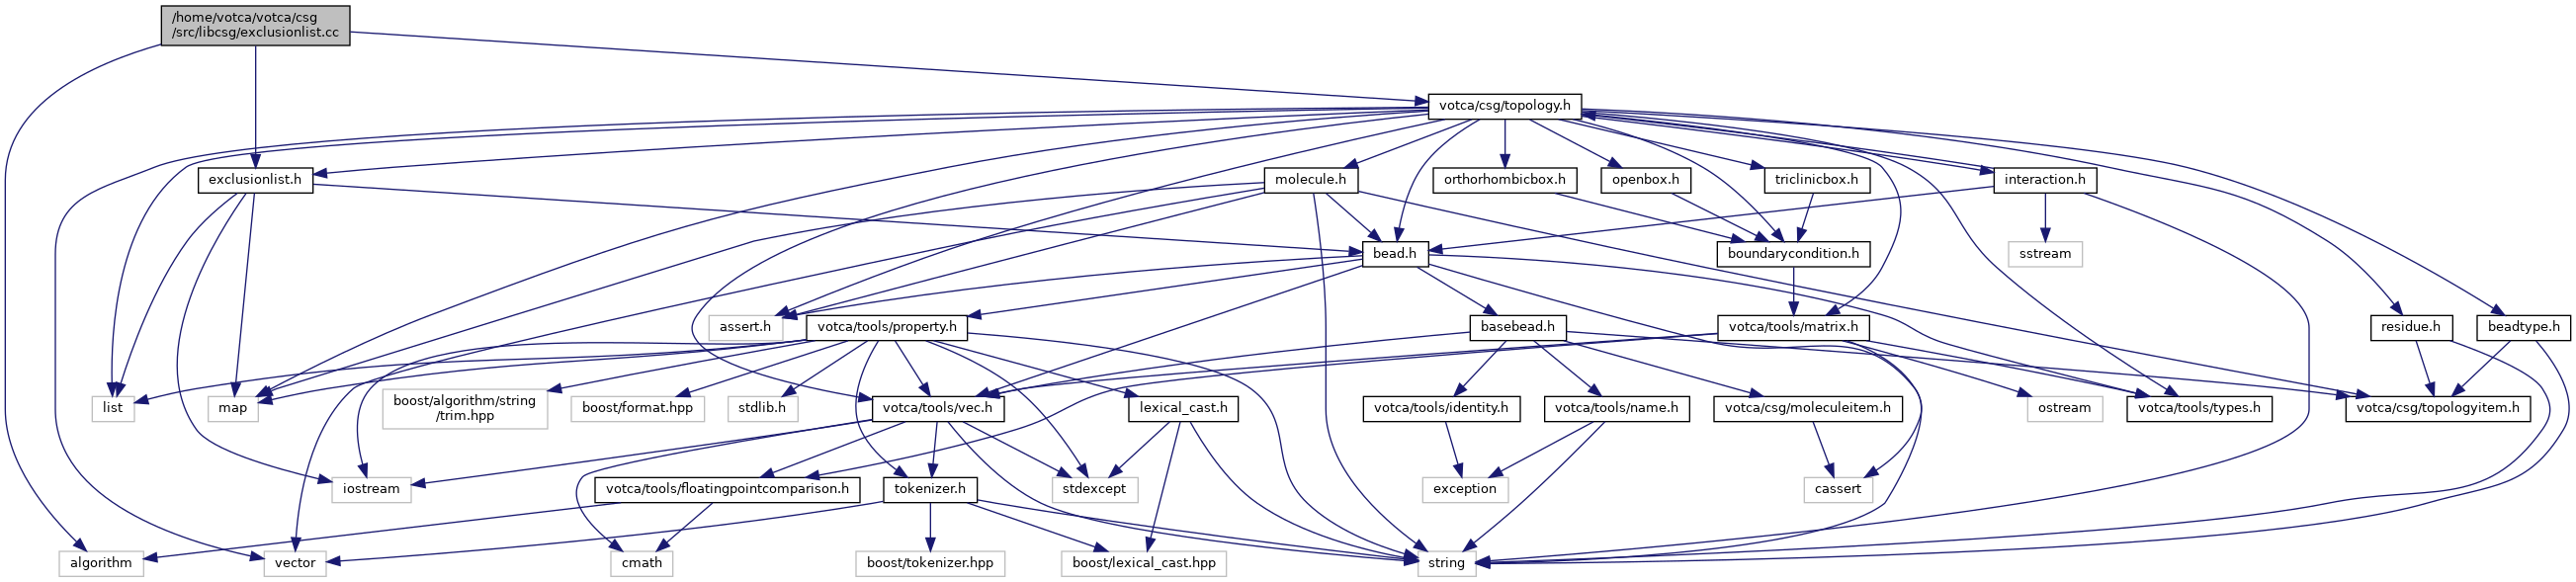 /home/votca/votca/csg
/src/libcsg/exclusionlist.cc
votca/csg/topology.h
exclusionlist.h
molecule.h
orthorhombicbox.h
openbox.h
triclinicbox.h
interaction.h
bead.h
boundarycondition.h
sstream
assert.h
votca/tools/property.h
basebead.h
votca/tools/matrix.h
residue.h
beadtype.h
list
map
boost/algorithm/string
/trim.hpp
boost/format.hpp
stdlib.h
votca/tools/vec.h
lexical_cast.h
votca/tools/identity.h
votca/tools/name.h
votca/csg/moleculeitem.h
ostream
votca/tools/types.h
votca/csg/topologyitem.h
iostream
votca/tools/floatingpointcomparison.h
tokenizer.h
stdexcept
exception
cassert
algorithm
vector
cmath
boost/tokenizer.hpp
boost/lexical_cast.hpp
string